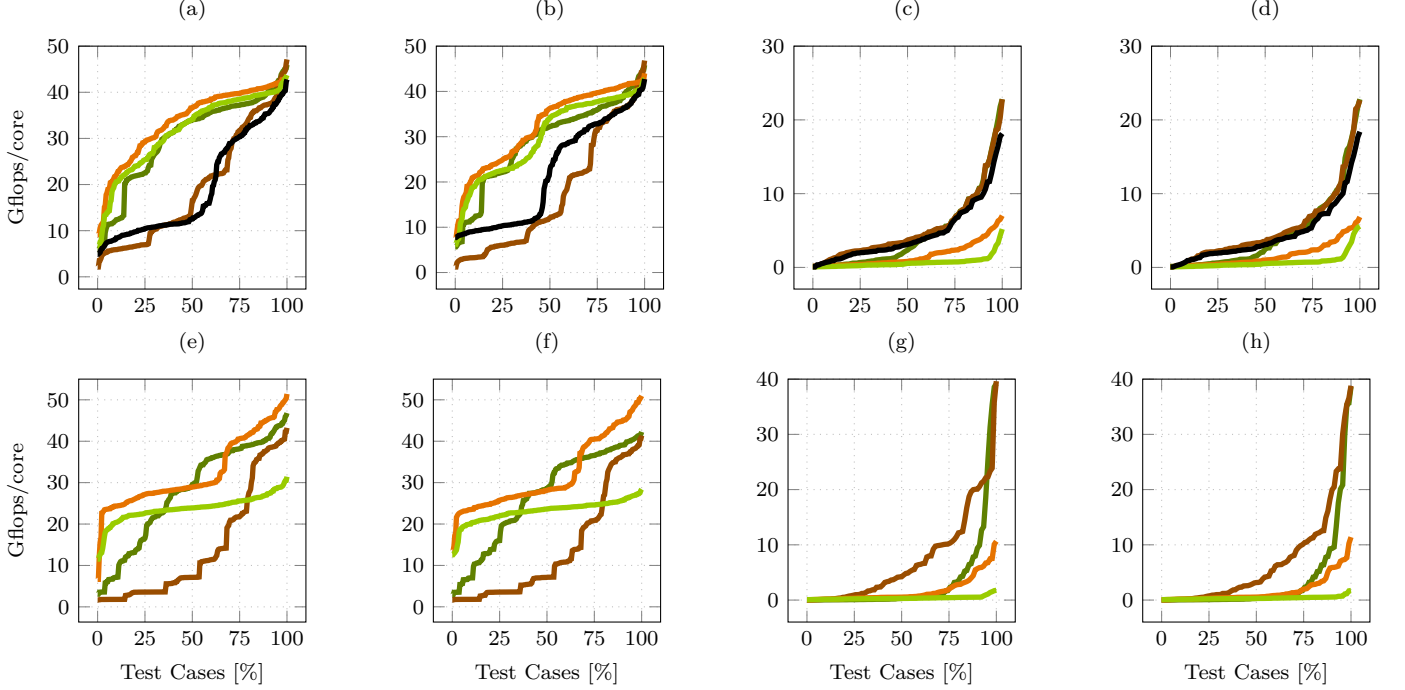 (a) (b) (c) (d)
50 50 30 30
40 40
30 30 20 20
20 20 10 10
10 10
0 0 0 0
Gflops/core
0 25 50 75 100 0 25 50 75 100 0 25 50 75 100 0 25 50 75 100
(e) (f) (g) (h)
50 50 40 40
40 40 30 30
30 30
20 20 20 20
10 10 10 10
0 0 0 0
Gflops/core
0 25 50 75 100 0 25 50 75 100 0 25 50 75 100 0 25 50 75 100
Test Cases [%] Test Cases [%] Test Cases [%] Test Cases [%]